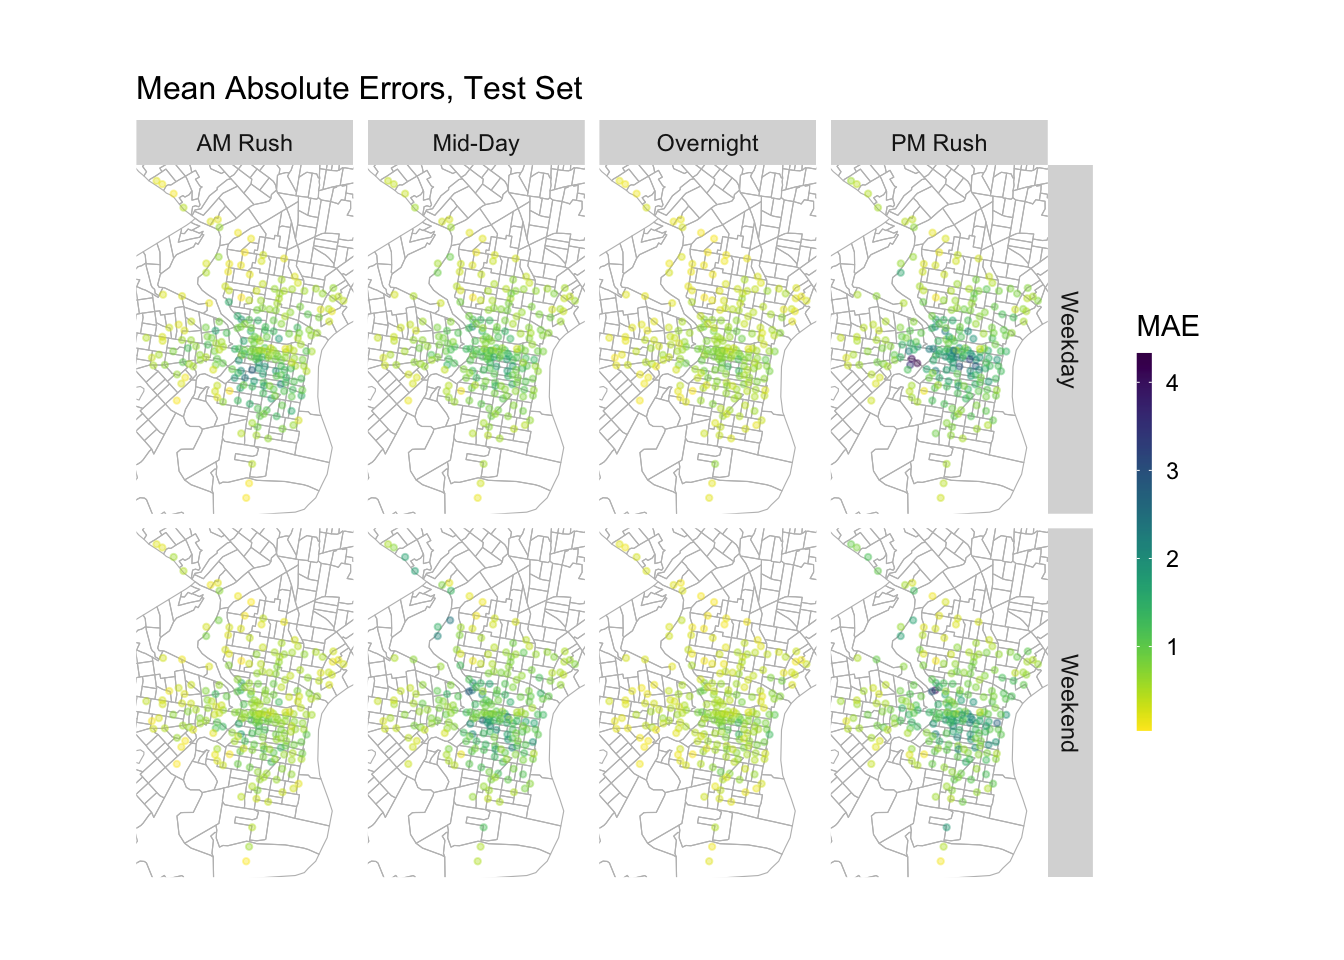 Mean Absolute Errors, Test Set
AM Rush
Mid-Day
Overnight
PM Rush
Weekday
Weekend
MAE
4
3
2
1